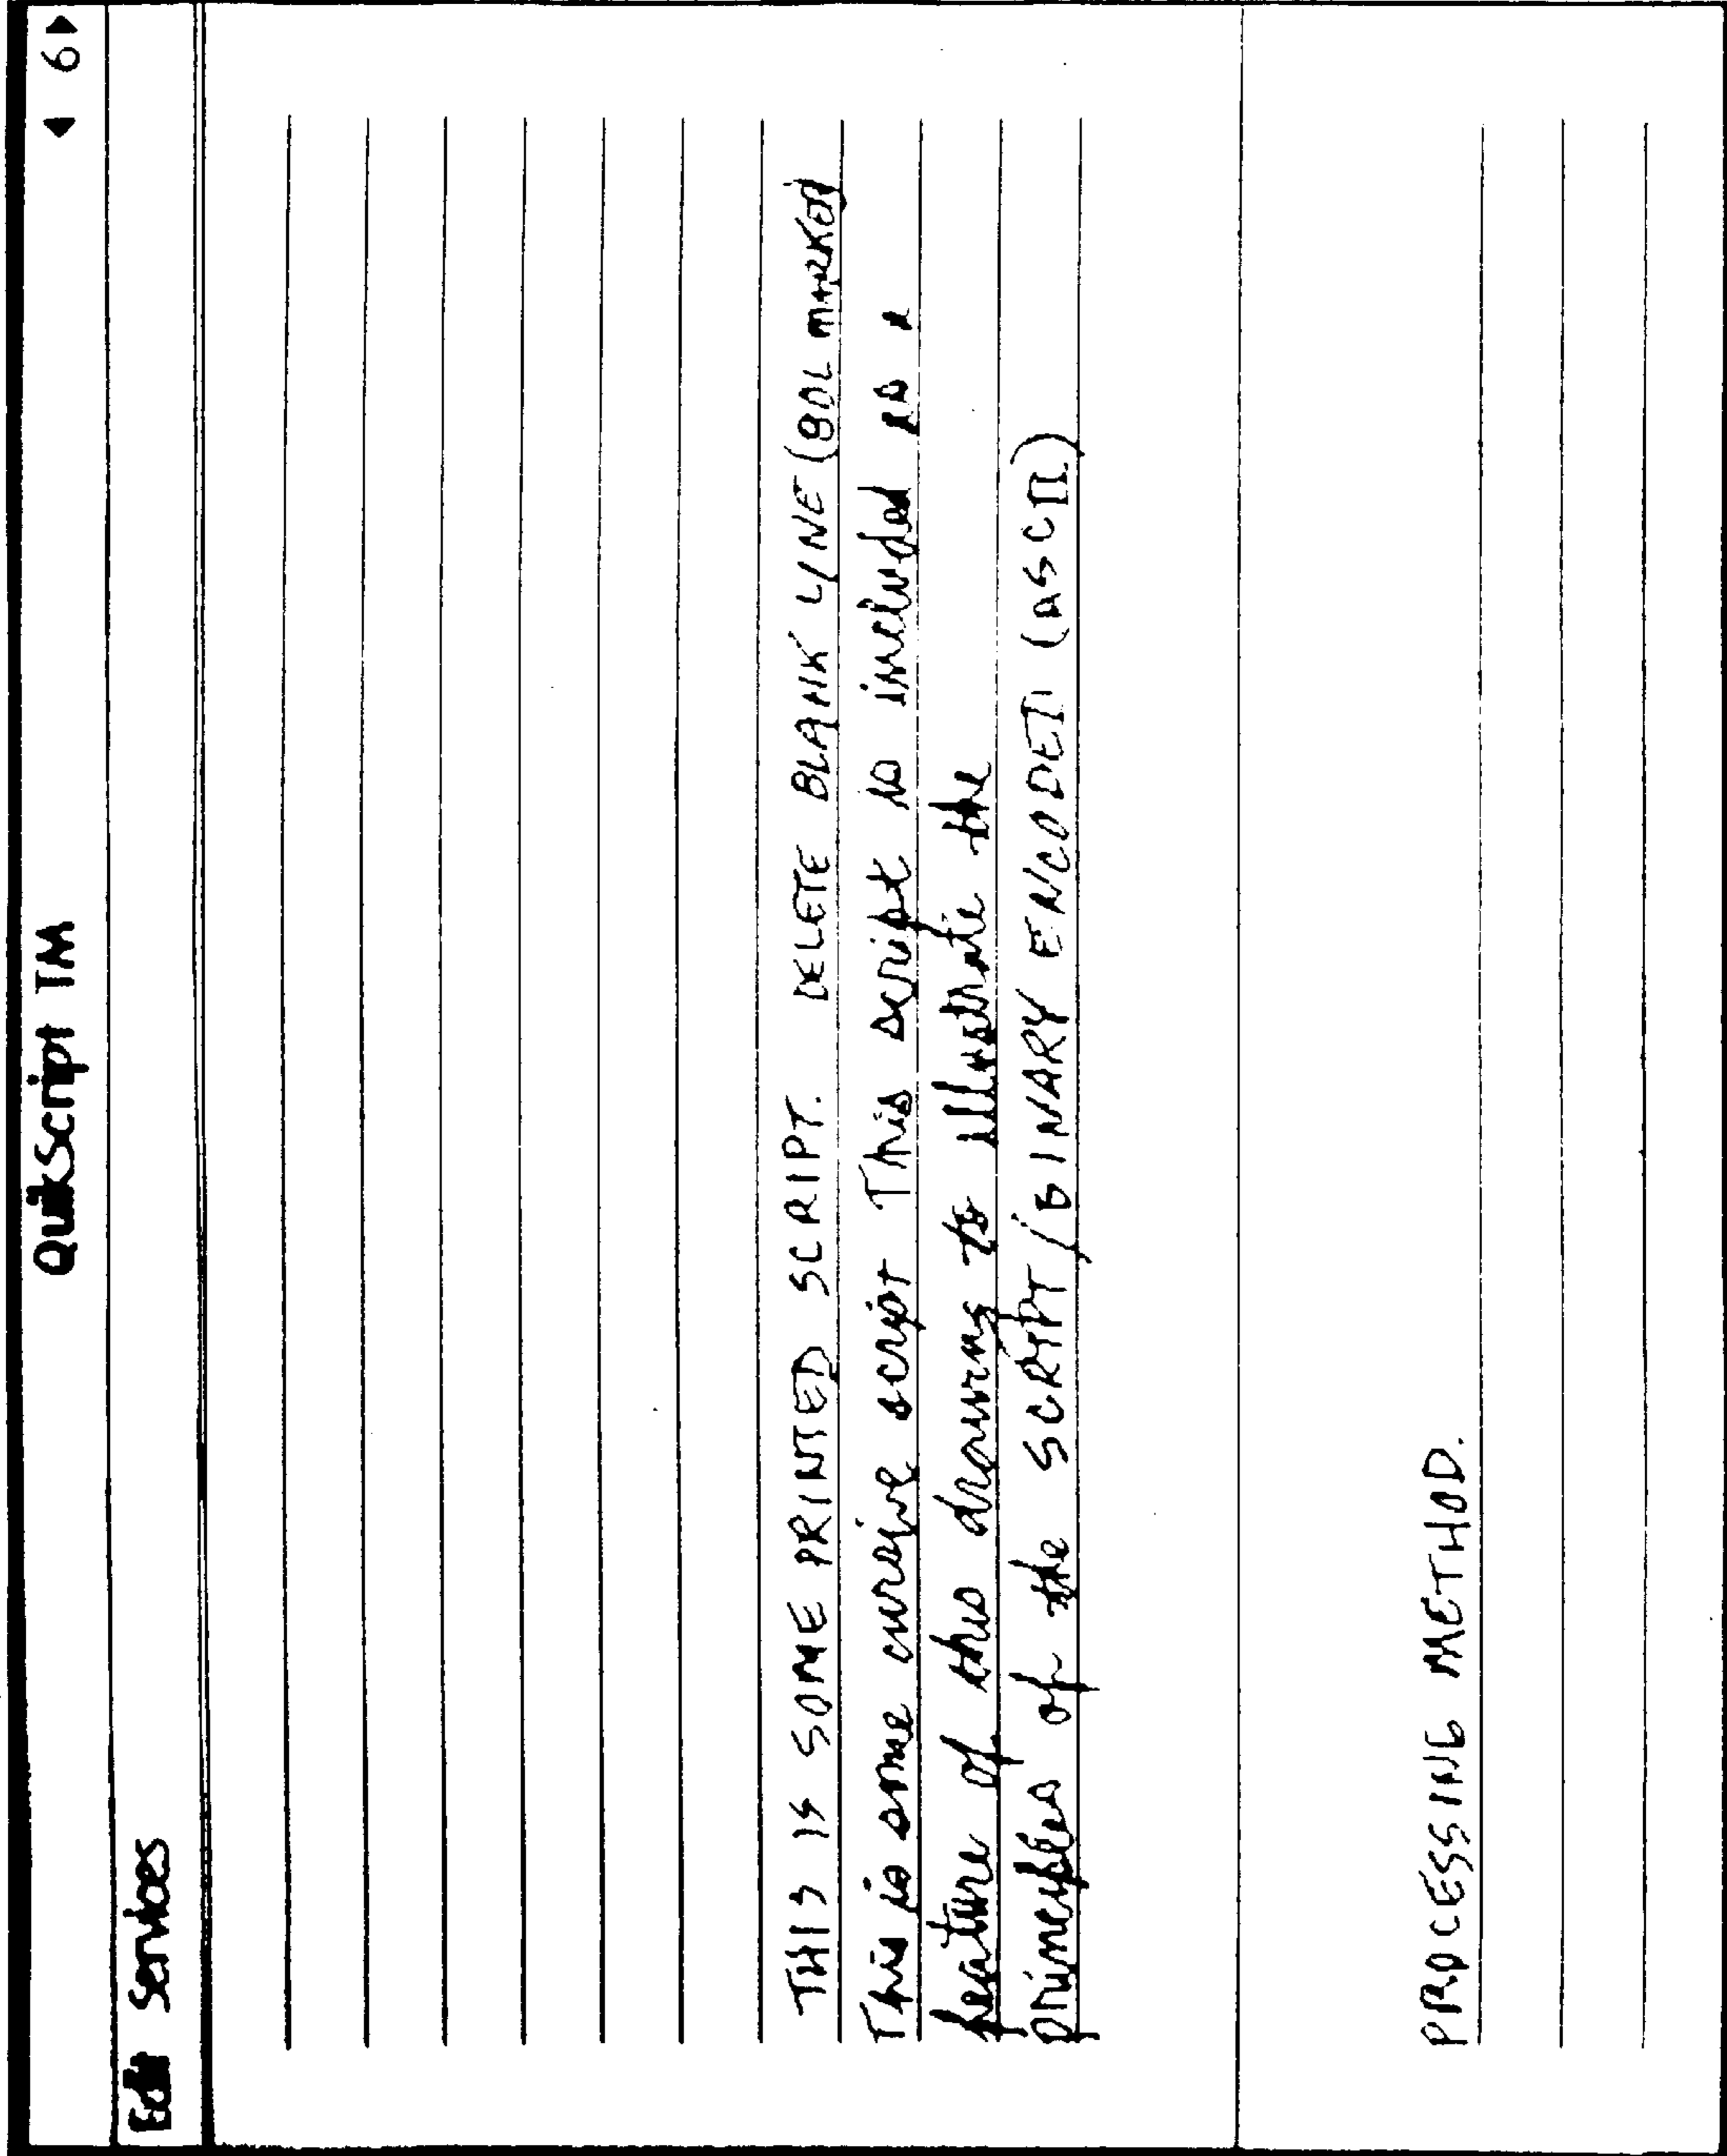 QuikScript TM
◀ 6 ▶
Edit Services
THIS IS SOME PRINTED SCRIPT. DELETE BLANK LINE (BOL MARKED)
This is some cursive script This script is included as a
feature of this drawing to illustrate the
principles of the SCRIPT/BINARY ENCODED (ASCII)
PROCESSING METHOD.